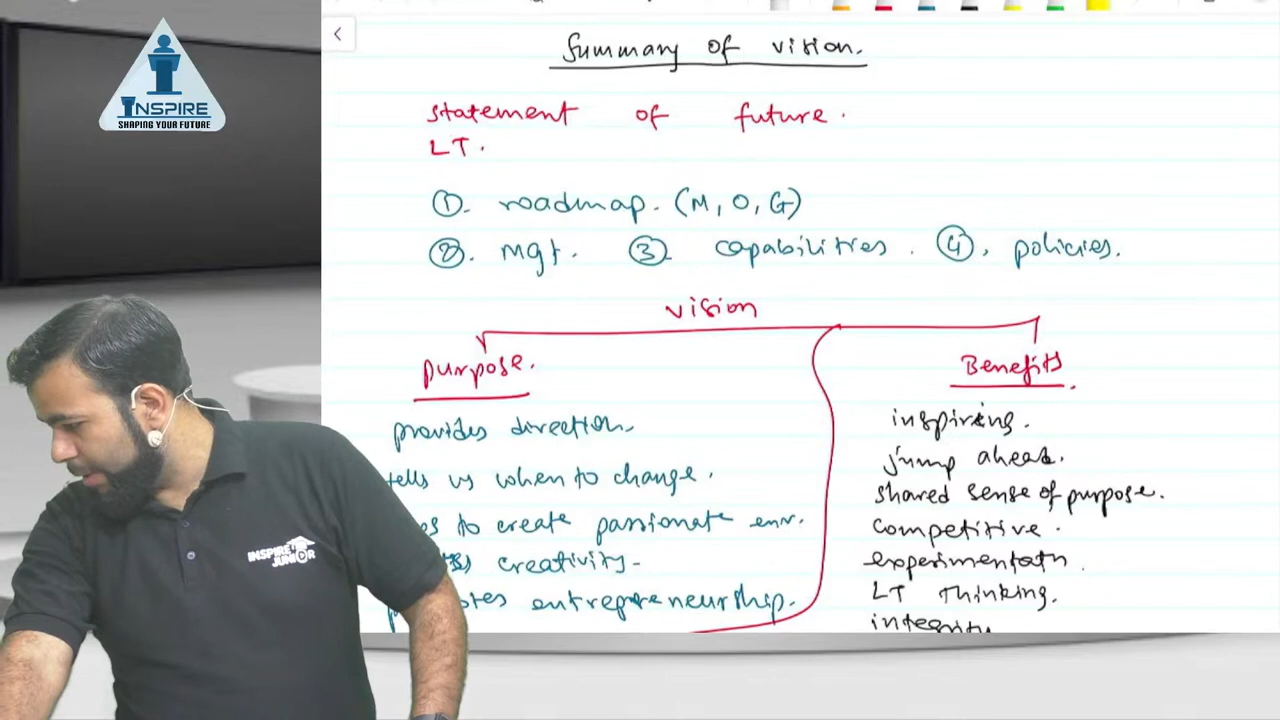 INSPIRE
SHAPING YOUR FUTURE
Summary of vision.
Statement of future.
LT.
①. roadmap. (M, O, G)
②. Mgt. ③. capabilities. ④. policies.
vision
purpose.
Benefits.
provides direction.
tells us when to change.
to create passionate env.
creativity.
entrepreneurship.
inspiring.
jump ahead.
shared sense of purpose.
competitive.
experimentatn.
LT Thinking.
integrity
INSPIRE
JUNIOR